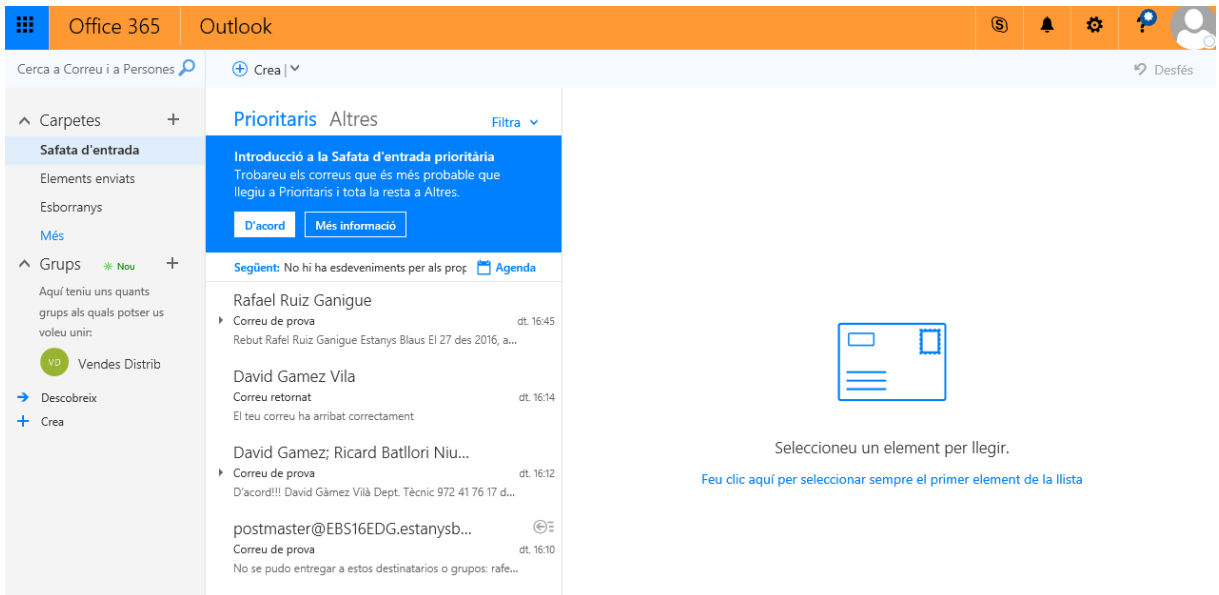 Office 365
Outlook
Cerca a Correu i a Persones
Crea
Desfés
Carpetes
Safata d'entrada
Elements enviats
Esborranys
Més
Grups
Nou
Aquí teniu uns quants
grups als quals potser us
voleu unir:
VD
Vendes Distrib
Descobreix
Crea
Prioritaris Altres
Filtra
Introducció a la Safata d'entrada prioritària
Trobareu els correus que és més probable que
llegiu a Prioritaris i tota la resta a Altres.
D'acord
Més informació
Següent: No hi ha esdeveniments per als prop
Agenda
Rafael Ruiz Ganigue
Correu de prova dt. 16:45
Rebut Rafel Ruiz Ganigue Estanys Blaus El 27 des 2016, a...
David Gamez Vila
Correu retornat dt. 16:14
El teu correu ha arribat correctament
David Gamez; Ricard Batllori Niu...
Correu de prova dt. 16:12
D'acord!!! David Gàmez Vilà Dept. Tècnic 972 41 76 17 d...
postmaster@EBS16EDG.estanysb...
Correu de prova dt. 16:10
No se pudo entregar a estos destinatarios o grupos: rafe...
Seleccioneu un element per llegir.
Feu clic aquí per seleccionar sempre el primer element de la llista